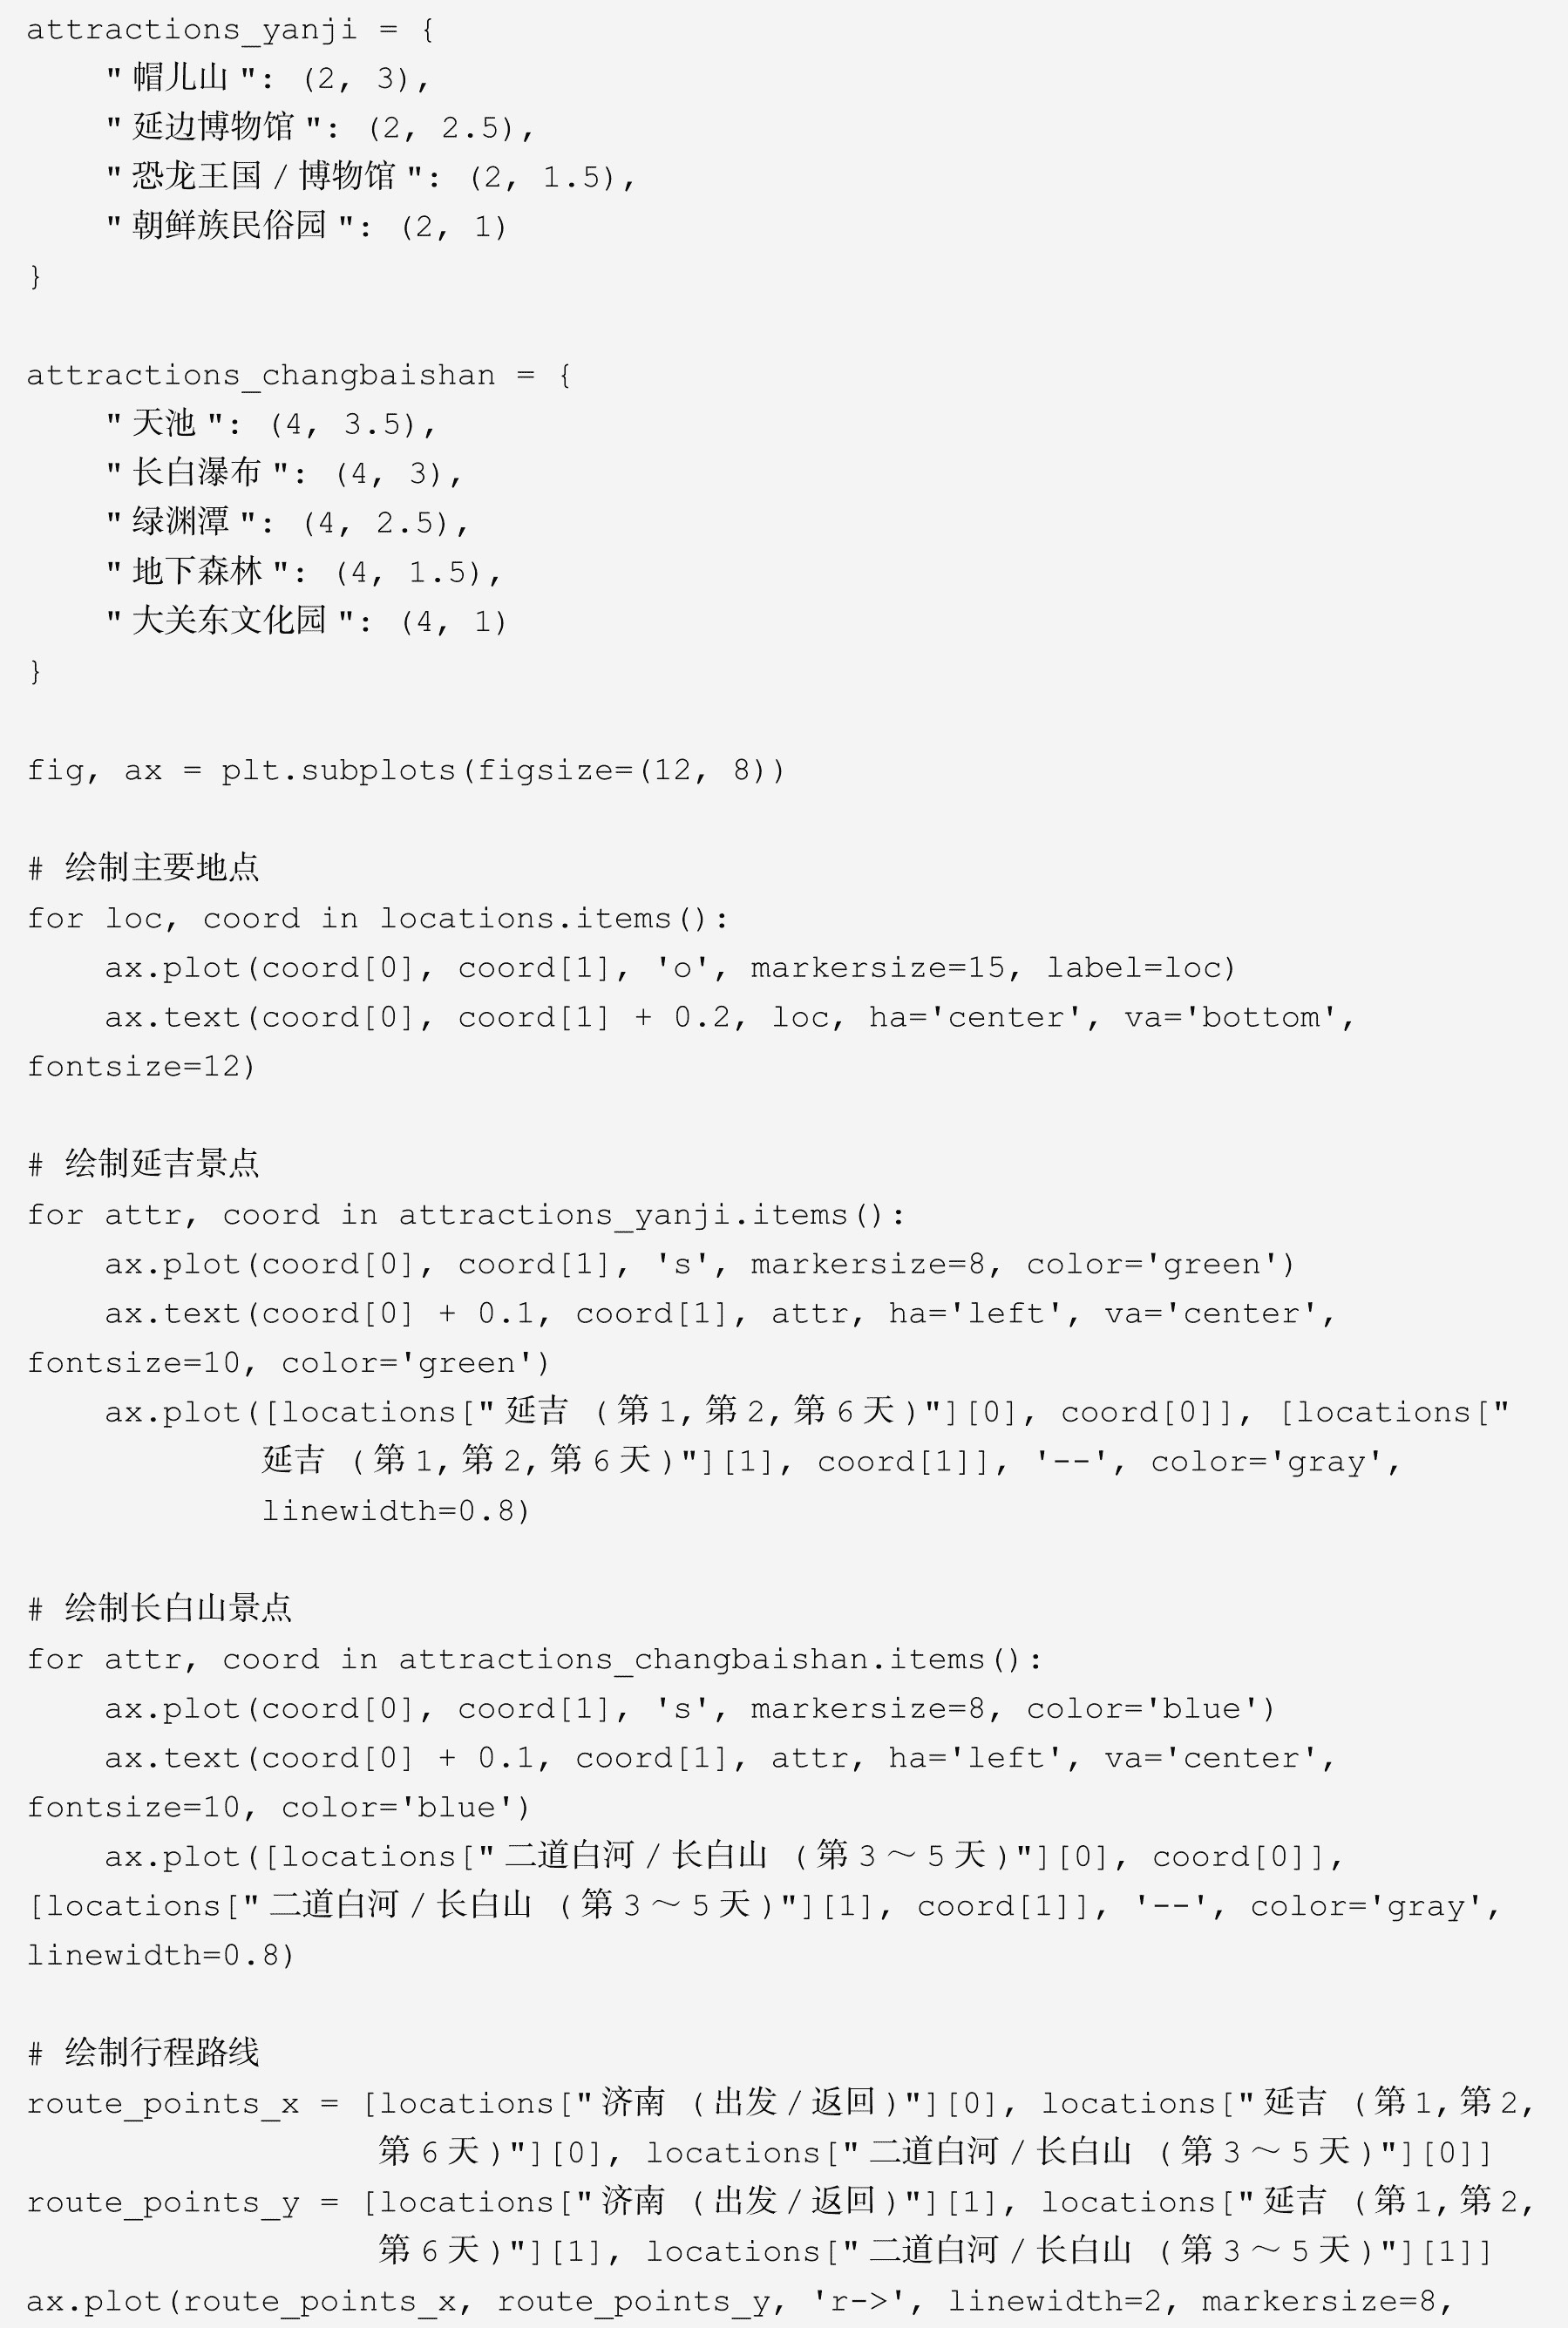 attractions_yanji = {
    "帽儿山": (2, 3),
    "延边博物馆": (2, 2.5),
    "恐龙王国/博物馆": (2, 1.5),
    "朝鲜族民俗园": (2, 1)
}

attractions_changbaishan = {
    "天池": (4, 3.5),
    "长白瀑布": (4, 3),
    "绿渊潭": (4, 2.5),
    "地下森林": (4, 1.5),
    "大关东文化园": (4, 1)
}

fig, ax = plt.subplots(figsize=(12, 8))

# 绘制主要地点
for loc, coord in locations.items():
    ax.plot(coord[0], coord[1], 'o', markersize=15, label=loc)
    ax.text(coord[0], coord[1] + 0.2, loc, ha='center', va='bottom',
fontsize=12)

# 绘制延吉景点
for attr, coord in attractions_yanji.items():
    ax.plot(coord[0], coord[1], 's', markersize=8, color='green')
    ax.text(coord[0] + 0.1, coord[1], attr, ha='left', va='center',
fontsize=10, color='green')
    ax.plot([locations["延吉 (第1,第2,第6天)"][0], coord[0]], [locations["
            延吉 (第1,第2,第6天)"][1], coord[1]], '--', color='gray',
            linewidth=0.8)

# 绘制长白山景点
for attr, coord in attractions_changbaishan.items():
    ax.plot(coord[0], coord[1], 's', markersize=8, color='blue')
    ax.text(coord[0] + 0.1, coord[1], attr, ha='left', va='center',
fontsize=10, color='blue')
    ax.plot([locations["二道白河/长白山 (第3～5天)"][0], coord[0]],
[locations["二道白河/长白山 (第3～5天)"][1], coord[1]], '--', color='gray',
linewidth=0.8)

# 绘制行程路线
route_points_x = [locations["济南 (出发/返回)"][0], locations["延吉 (第1,第2,
                  第6天)"][0], locations["二道白河/长白山 (第3～5天)"][0]]
route_points_y = [locations["济南 (出发/返回)"][1], locations["延吉 (第1,第2,
                  第6天)"][1], locations["二道白河/长白山 (第3～5天)"][1]]
ax.plot(route_points_x, route_points_y, 'r->', linewidth=2, markersize=8,